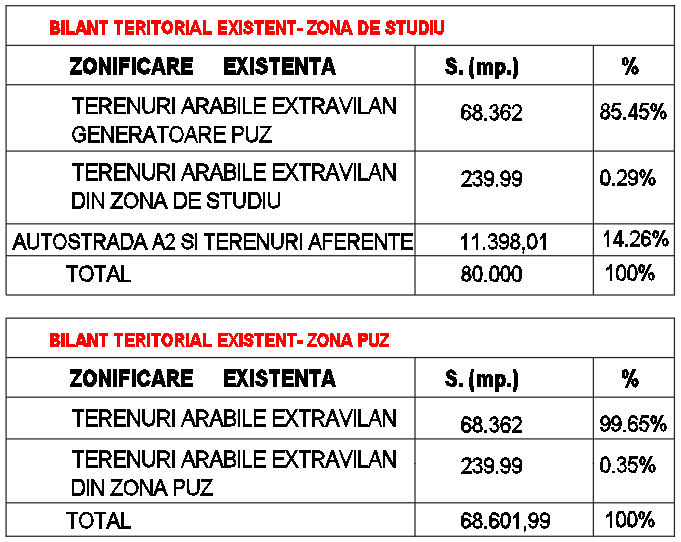 BILANT TERITORIAL EXISTENT- ZONA DE STUDIU
ZONIFICARE EXISTENTA S. (mp.) %
TERENURI ARABILE EXTRAVILAN
GENERATOARE PUZ 68.362 85.45%
TERENURI ARABILE EXTRAVILAN
DIN ZONA DE STUDIU 239.99 0.29%
AUTOSTRADA A2 SI TERENURI AFERENTE 11.398,01 14.26%
TOTAL 80.000 100%
BILANT TERITORIAL EXISTENT- ZONA PUZ
ZONIFICARE EXISTENTA S. (mp.) %
TERENURI ARABILE EXTRAVILAN 68.362 99.65%
TERENURI ARABILE EXTRAVILAN
DIN ZONA PUZ 239.99 0.35%
TOTAL 68.601,99 100%